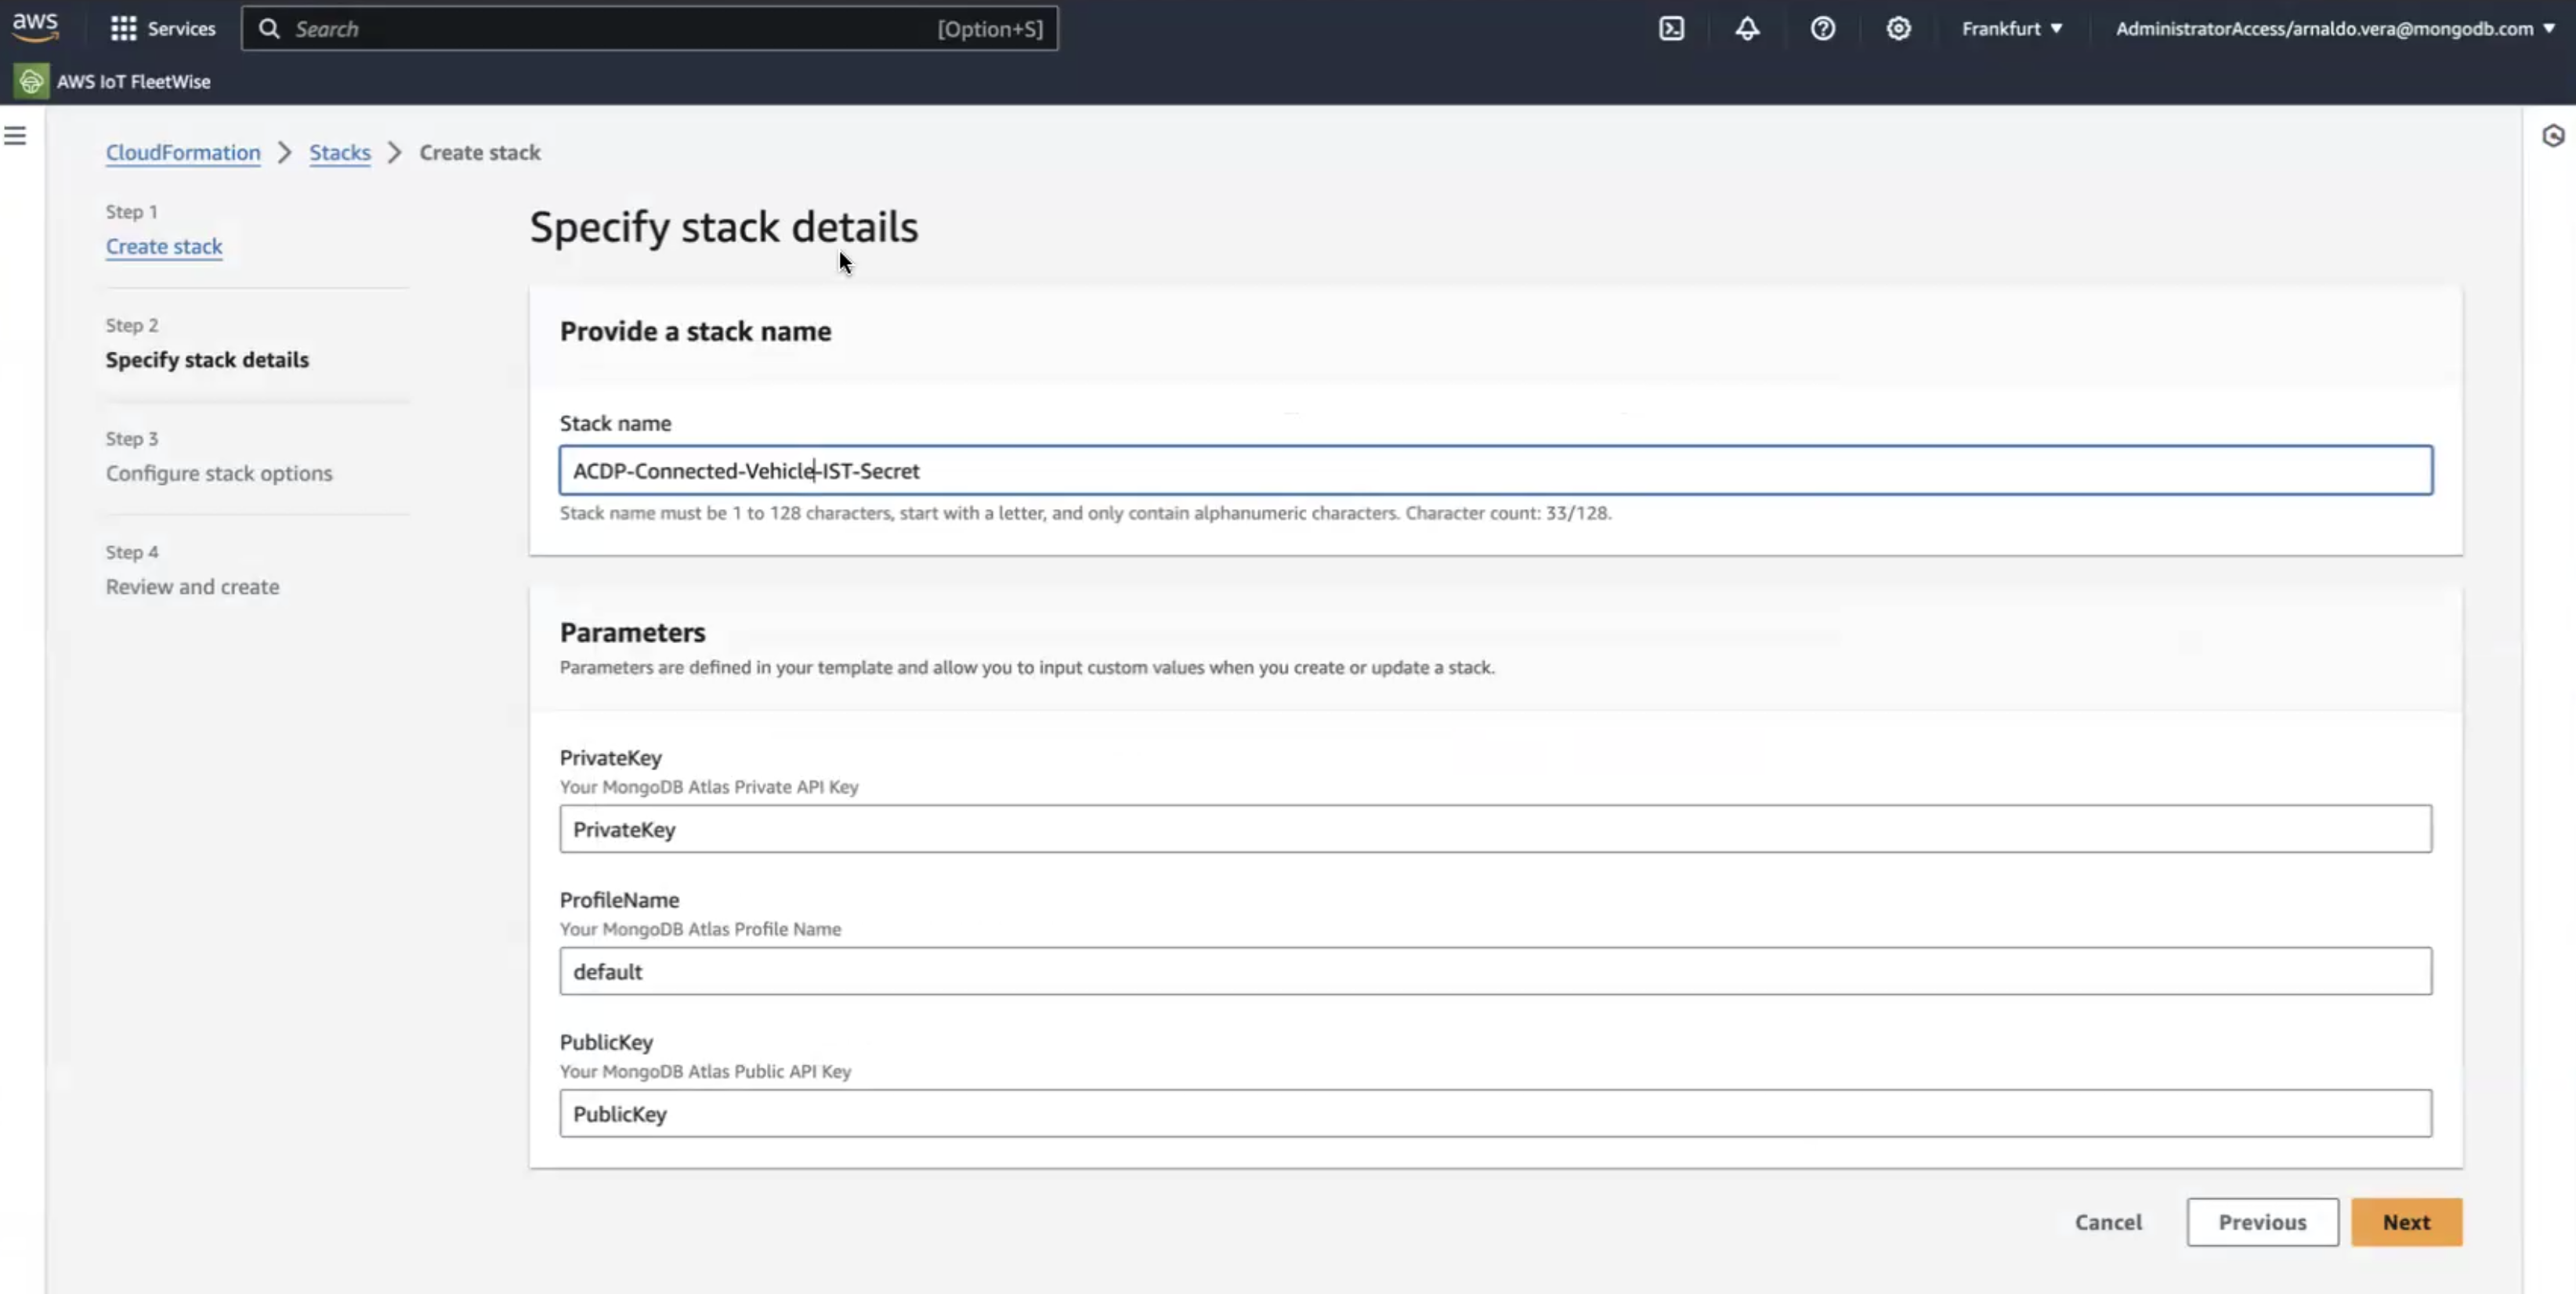 aws Services Search [Option+S] Frankfurt AdministratorAccess/arnaldo.vera@mongodb.com
AWS IoT FleetWise
CloudFormation Stacks Create stack
Step 1
Create stack
Step 2
Specify stack details
Step 3
Configure stack options
Step 4
Review and create
Specify stack details
Provide a stack name
Stack name
ACDP-Connected-Vehicle-IST-Secret
Stack name must be 1 to 128 characters, start with a letter, and only contain alphanumeric characters. Character count: 33/128.
Parameters
Parameters are defined in your template and allow you to input custom values when you create or update a stack.
PrivateKey
Your MongoDB Atlas Private API Key
PrivateKey
ProfileName
Your MongoDB Atlas Profile Name
default
PublicKey
Your MongoDB Atlas Public API Key
PublicKey
Cancel Previous Next